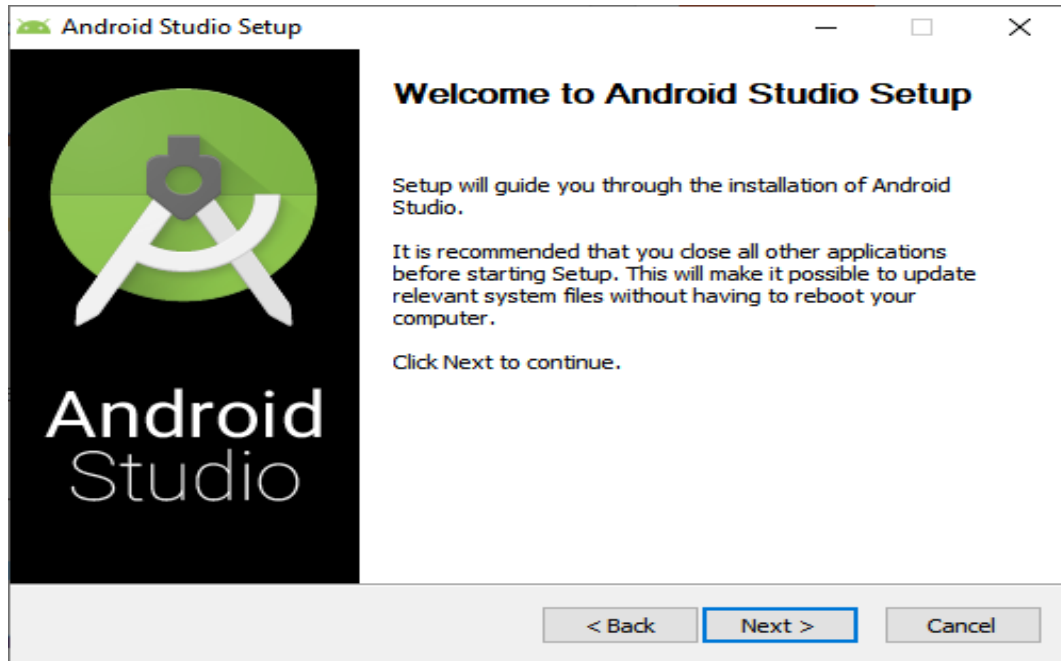 Android Studio Setup
Welcome to Android Studio Setup
Setup will guide you through the installation of Android
Studio.
It is recommended that you close all other applications
before starting Setup. This will make it possible to update
relevant system files without having to reboot your
computer.
Click Next to continue.
Android
Studio
< Back
Next >
Cancel